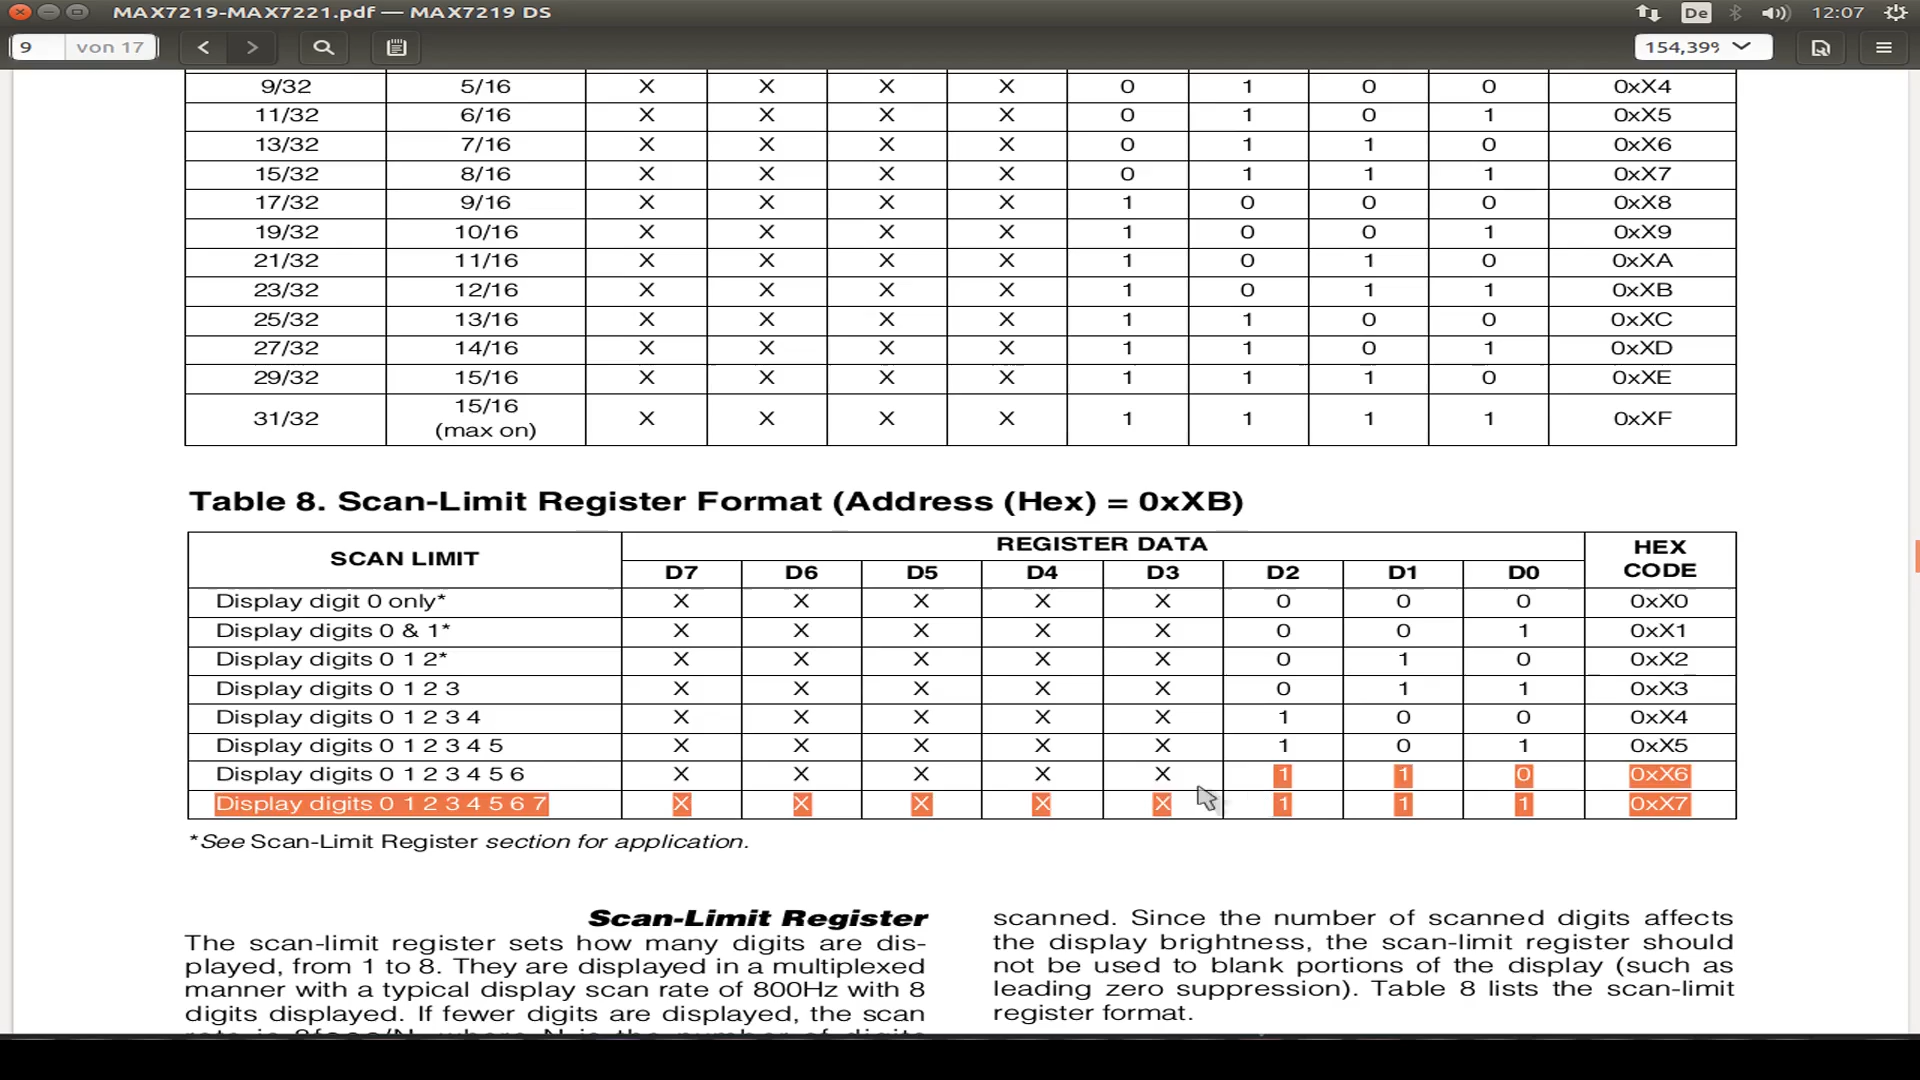 MAX7219-MAX7221.pdf — MAX7219 DS
De
12:07
9 von 17
154,39%
9/32 5/16 X X X X 0 1 0 0 0xX4
11/32 6/16 X X X X 0 1 0 1 0xX5
13/32 7/16 X X X X 0 1 1 0 0xX6
15/32 8/16 X X X X 0 1 1 1 0xX7
17/32 9/16 X X X X 1 0 0 0 0xX8
19/32 10/16 X X X X 1 0 0 1 0xX9
21/32 11/16 X X X X 1 0 1 0 0xXA
23/32 12/16 X X X X 1 0 1 1 0xXB
25/32 13/16 X X X X 1 1 0 0 0xXC
27/32 14/16 X X X X 1 1 0 1 0xXD
29/32 15/16 X X X X 1 1 1 0 0xXE
31/32 15/16 (max on) X X X X 1 1 1 1 0xXF
Table 8. Scan-Limit Register Format (Address (Hex) = 0xXB)
SCAN LIMIT REGISTER DATA HEX CODE
D7 D6 D5 D4 D3 D2 D1 D0
Display digit 0 only* X X X X X 0 0 0 0xX0
Display digits 0 & 1* X X X X X 0 0 1 0xX1
Display digits 0 1 2* X X X X X 0 1 0 0xX2
Display digits 0 1 2 3 X X X X X 0 1 1 0xX3
Display digits 0 1 2 3 4 X X X X X 1 0 0 0xX4
Display digits 0 1 2 3 4 5 X X X X X 1 0 1 0xX5
Display digits 0 1 2 3 4 5 6 X X X X X 1 1 0 0xX6
Display digits 0 1 2 3 4 5 6 7 X X X X X 1 1 1 0xX7
*See Scan-Limit Register section for application.
Scan-Limit Register
The scan-limit register sets how many digits are dis-
played, from 1 to 8. They are displayed in a multiplexed
manner with a typical display scan rate of 800Hz with 8
digits displayed. If fewer digits are displayed, the scan
scanned. Since the number of scanned digits affects
the display brightness, the scan-limit register should
not be used to blank portions of the display (such as
leading zero suppression). Table 8 lists the scan-limit
register format.